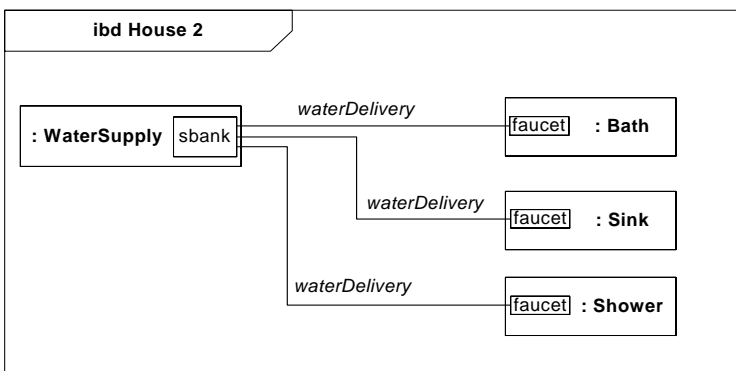 ibd House 2
waterDelivery
: WaterSupply sbank
faucet : Bath
waterDelivery
faucet : Sink
waterDelivery
faucet : Shower